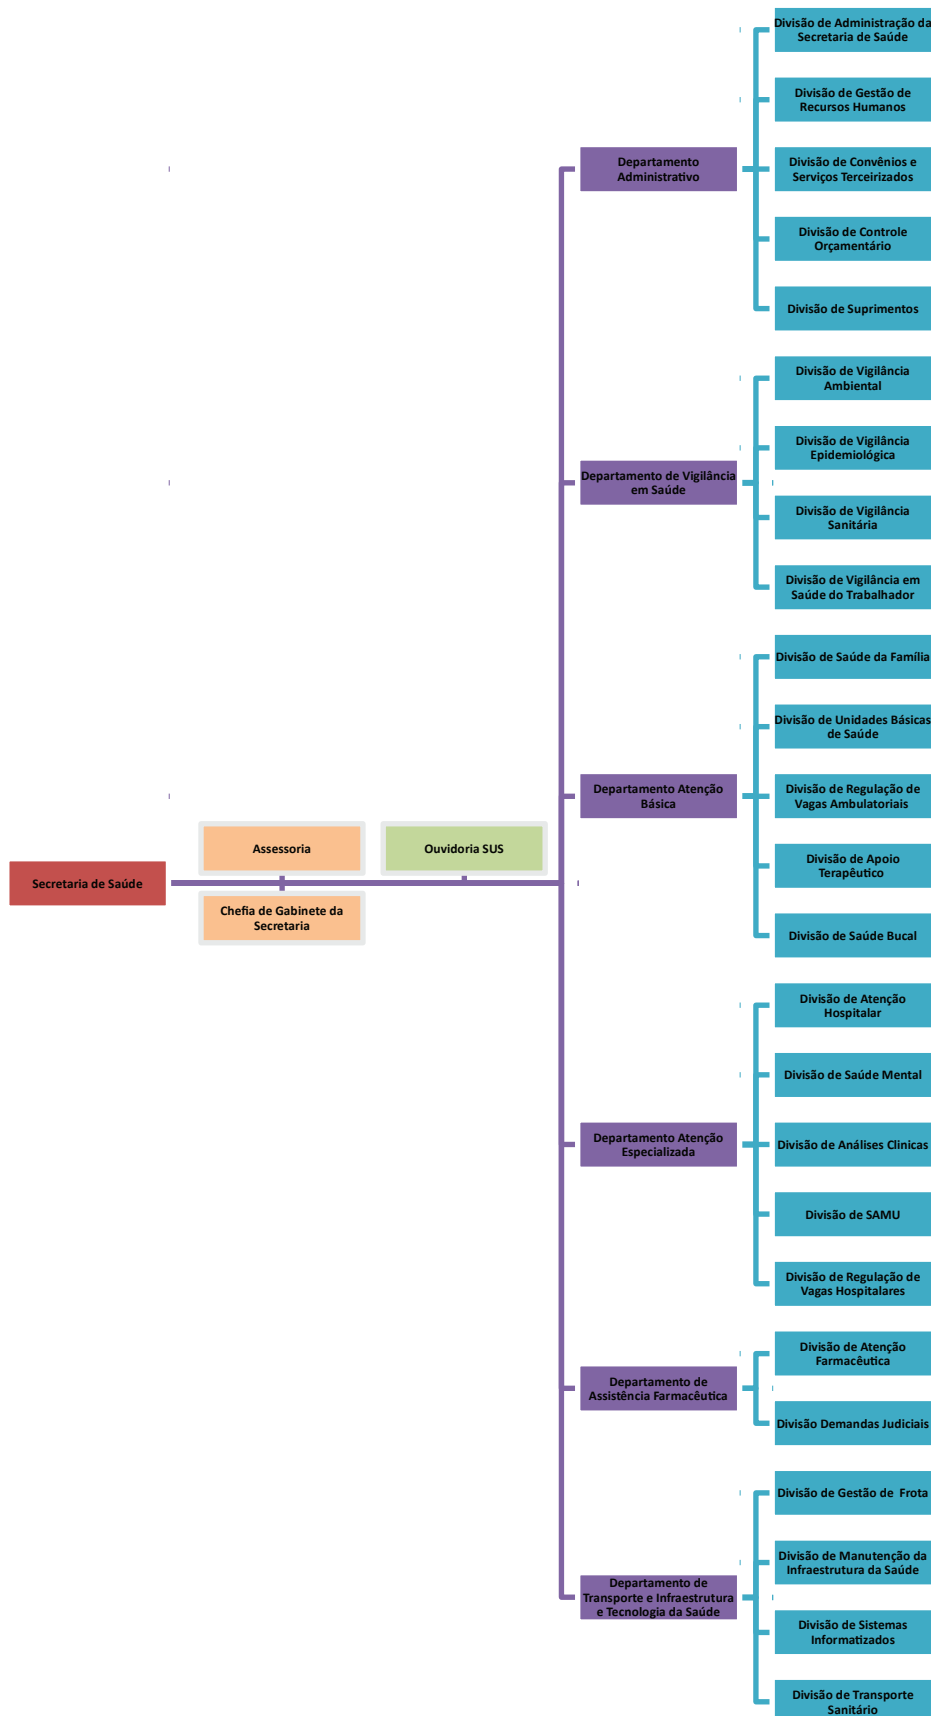 Divisão de Administração da
Secretaria de Saúde
Divisão de Gestão de
Recursos Humanos
Departamento
Administrativo
Divisão de Convênios e
Serviços Terceirizados
Divisão de Controle
Orçamentário
Divisão de Suprimentos
Divisão de Vigilância
Ambiental
Divisão de Vigilância
Epidemiológica
Departamento de Vigilância
em Saúde
Divisão de Vigilância
Sanitária
Divisão de Vigilância em
Saúde do Trabalhador
Divisão de Saúde da Família
Divisão de Unidades Básicas
de Saúde
Departamento Atenção
Básica
Divisão de Regulação de
Vagas Ambulatoriais
Assessoria
Ouvidoria SUS
Divisão de Apoio
Terapêutico
Secretaria de Saúde
Chefia de Gabinete da
Secretaria
Divisão de Saúde Bucal
Divisão de Atenção
Hospitalar
Divisão de Saúde Mental
Departamento Atenção
Especializada
Divisão de Análises Clinicas
Divisão de SAMU
Divisão de Regulação de
Vagas Hospitalares
Divisão de Atenção
Farmacêutica
Departamento de
Assistência Farmacêutica
Divisão Demandas Judiciais
Divisão de Gestão de  Frota
Divisão de Manutenção da
Infraestrutura da Saúde
Departamento de
Transporte e Infraestrutura
e Tecnologia da Saúde
Divisão de Sistemas
Informatizados
Divisão de Transporte
Sanitário